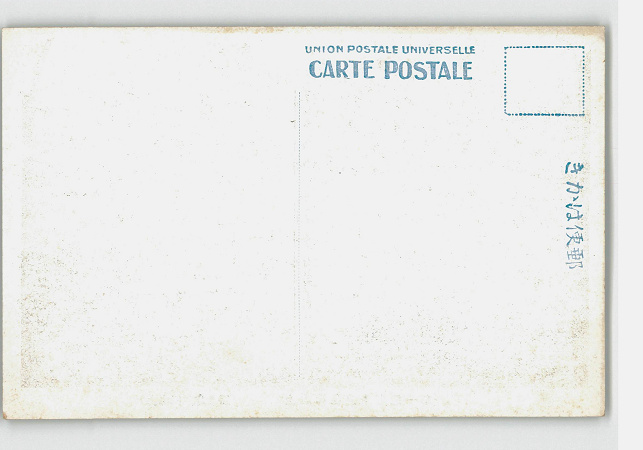 UNION POSTALE UNIVERSELLE
CARTE POSTALE
きかは便郵